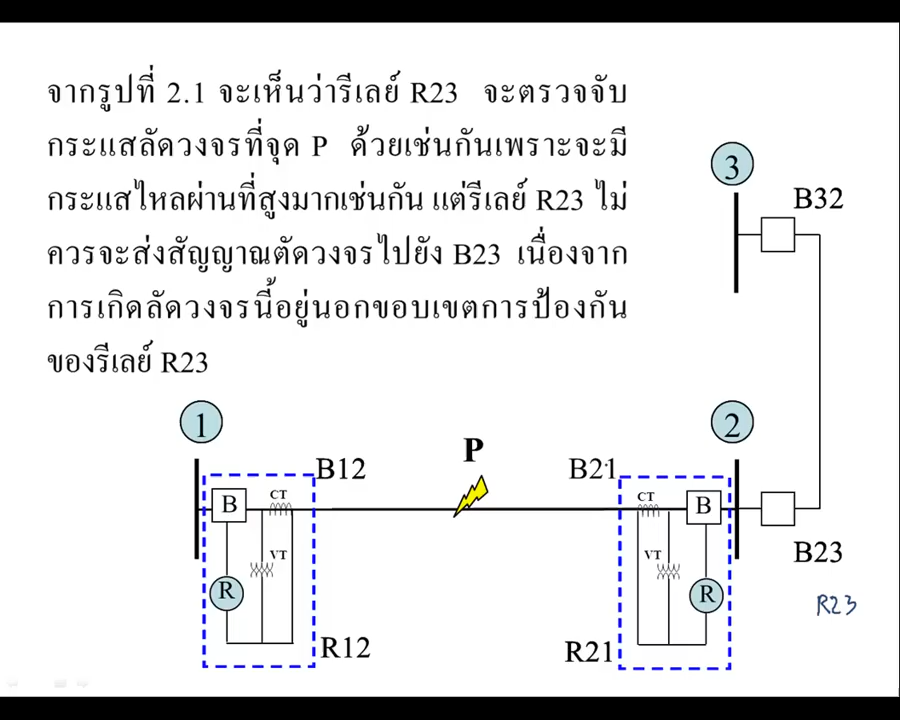 จากรูปที่ 2.1 จะเห็นว่ารีเลย์ R23 จะตรวจจับ
กระแสลัดวงจรที่จุด P ด้วยเช่นกันเพราะจะมี
กระแสไหลผ่านที่สูงมากเช่นกัน แต่รีเลย์ R23 ไม่
ควรจะส่งสัญญาณตัดวงจรไปยัง B23 เนื่องจาก
การเกิดลัดวงจรนี้อยู่นอกขอบเขตการป้องกัน
ของรีเลย์ R23
3
B32
1
2
P
B12
B21
B
CT
CT
B
VT
VT
B23
R
R
R23
R12
R21